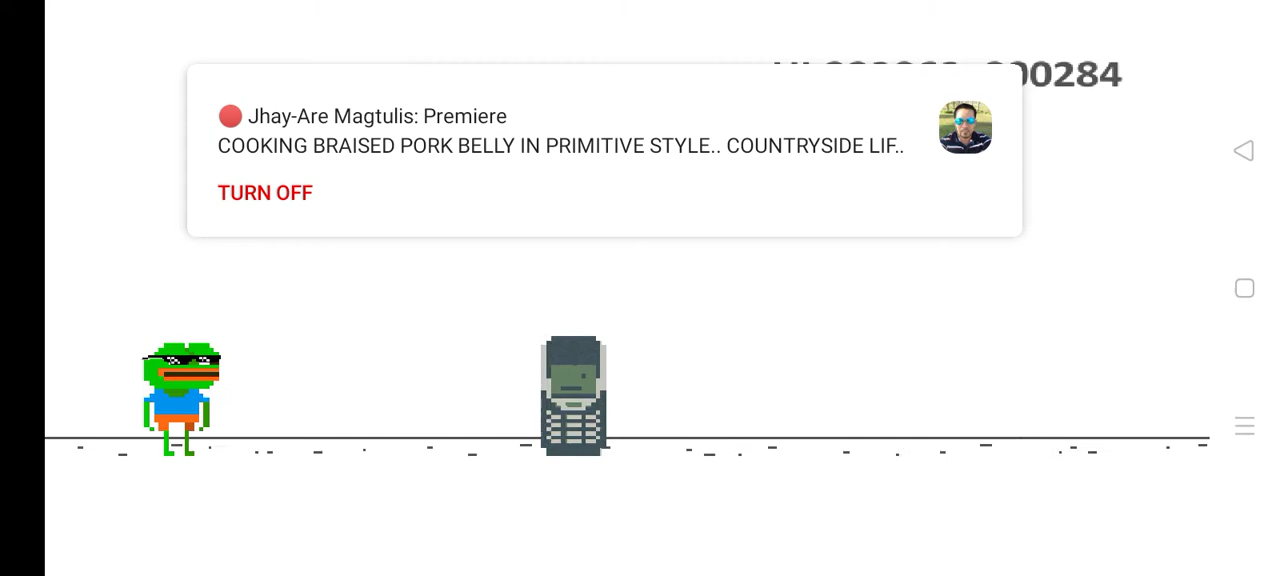 00284
Jhay-Are Magtulis: Premiere
COOKING BRAISED PORK BELLY IN PRIMITIVE STYLE.. COUNTRYSIDE LIF..
TURN OFF